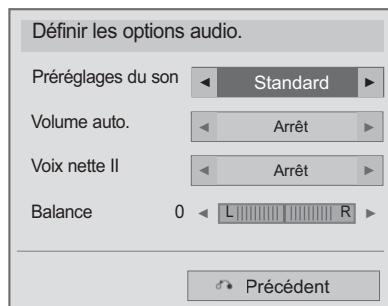 Définir les options audio.
Préréglages du son ◄ Standard ►
Volume auto. ◄ Arrêt ►
Voix nette II ◄ Arrêt ►
Balance 0 ◄ L R ►
Précédent